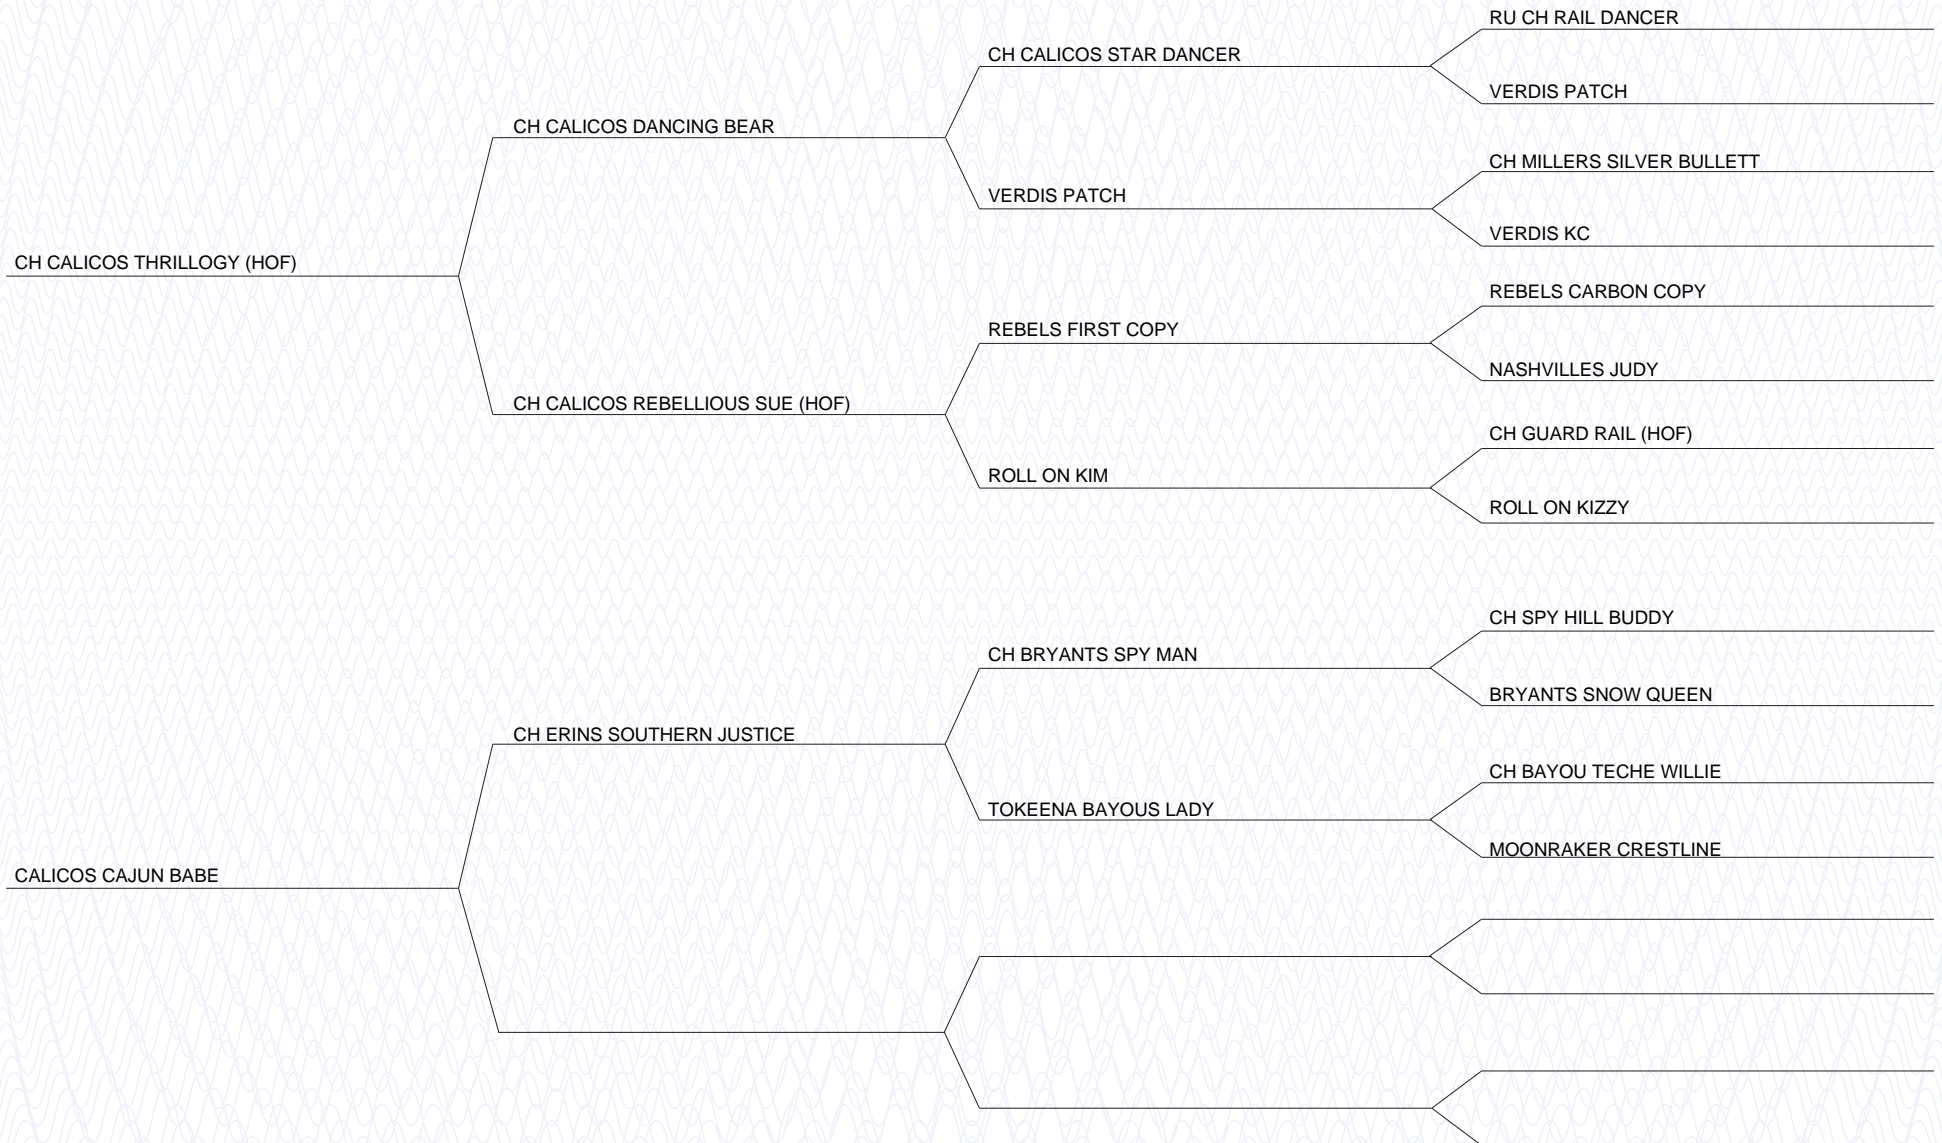 RU CH RAIL DANCER
CH CALICOS STAR DANCER
VERDIS PATCH
CH CALICOS DANCING BEAR
CH MILLERS SILVER BULLETT
VERDIS PATCH
VERDIS KC
CH CALICOS THRILLOGY (HOF)
REBELS CARBON COPY
REBELS FIRST COPY
NASHVILLES JUDY
CH CALICOS REBELLIOUS SUE (HOF)
CH GUARD RAIL (HOF)
ROLL ON KIM
ROLL ON KIZZY
CH SPY HILL BUDDY
CH BRYANTS SPY MAN
BRYANTS SNOW QUEEN
CH ERINS SOUTHERN JUSTICE
CH BAYOU TECHE WILLIE
TOKEENA BAYOUS LADY
MOONRAKER CRESTLINE
CALICOS CAJUN BABE